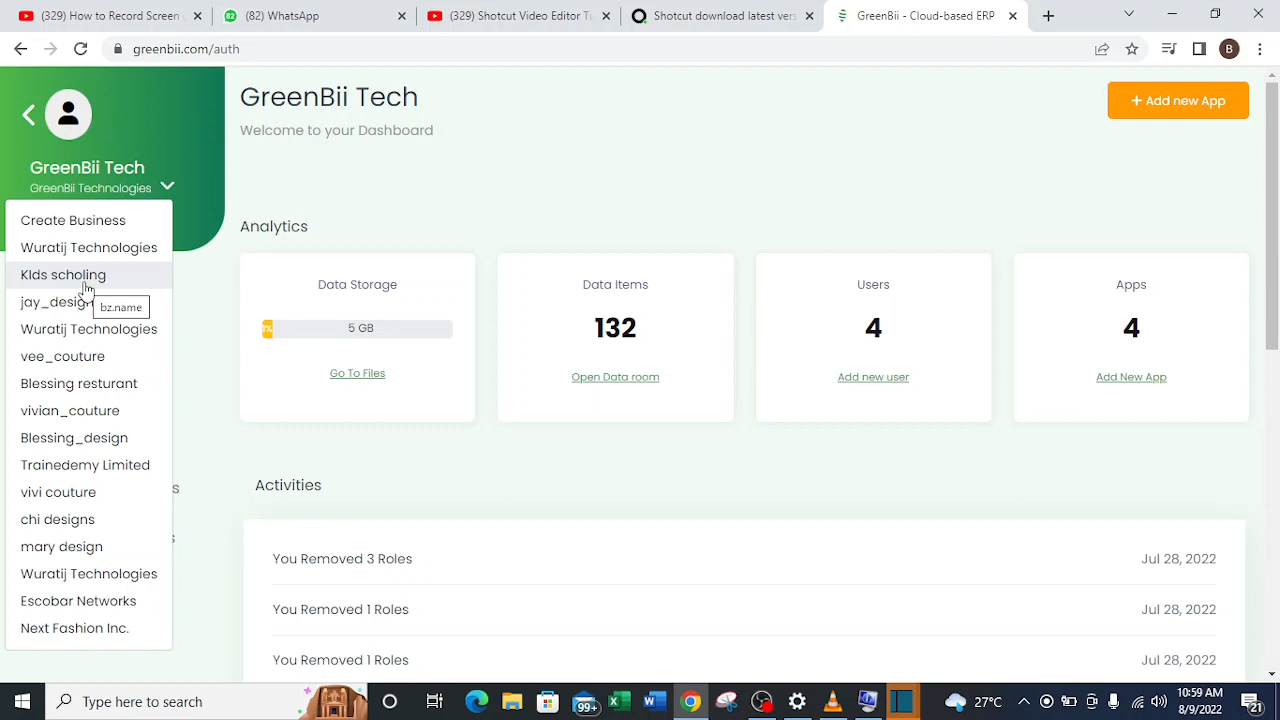 (329) How to Record Screen
(82) WhatsApp
(329) Shotcut Video Editor Tu
Shotcut download latest vers
GreenBii - Cloud-based ERP
greenbii.com/auth
B
GreenBii Tech
GreenBii Technologies
Create Business
Wuratij Technologies
KIds scholing
jay_design
bz.name
Wuratij Technologies
vee_couture
Blessing resturant
vivian_couture
Blessing_design
Trainedemy Limited
vivi couture
chi designs
mary design
Wuratij Technologies
Escobar Networks
Next Fashion Inc.
GreenBii Tech
Welcome to your Dashboard
+ Add new App
Analytics
Data Storage
1%
5 GB
Go To Files
Data Items
132
Open Data room
Users
4
Add new user
Apps
4
Add New App
Activities
You Removed 3 Roles
Jul 28, 2022
You Removed 1 Roles
Jul 28, 2022
You Removed 1 Roles
Jul 28, 2022
Type here to search
99+
27°C
10:59 AM
8/9/2022
21